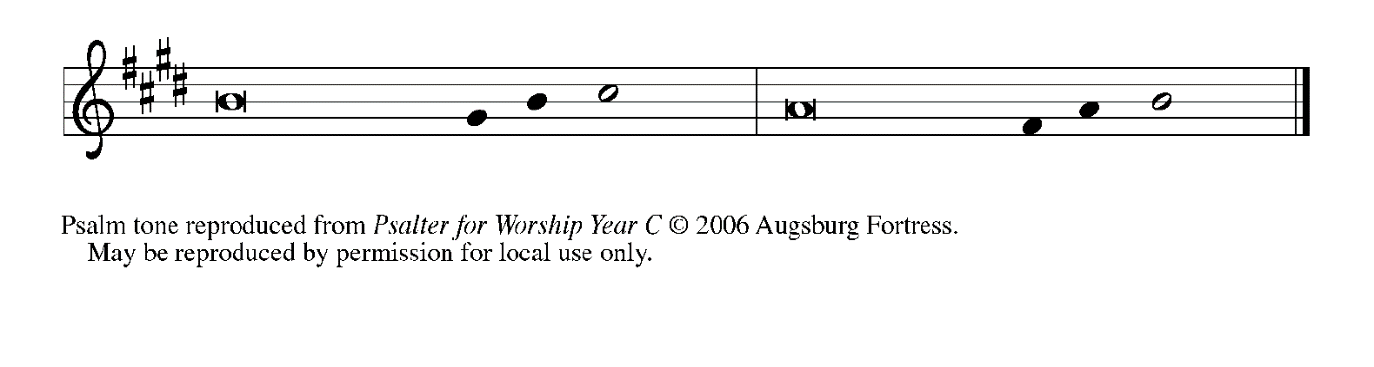 Psalm tone reproduced from Psalter for Worship Year C © 2006 Augsburg Fortress.
May be reproduced by permission for local use only.